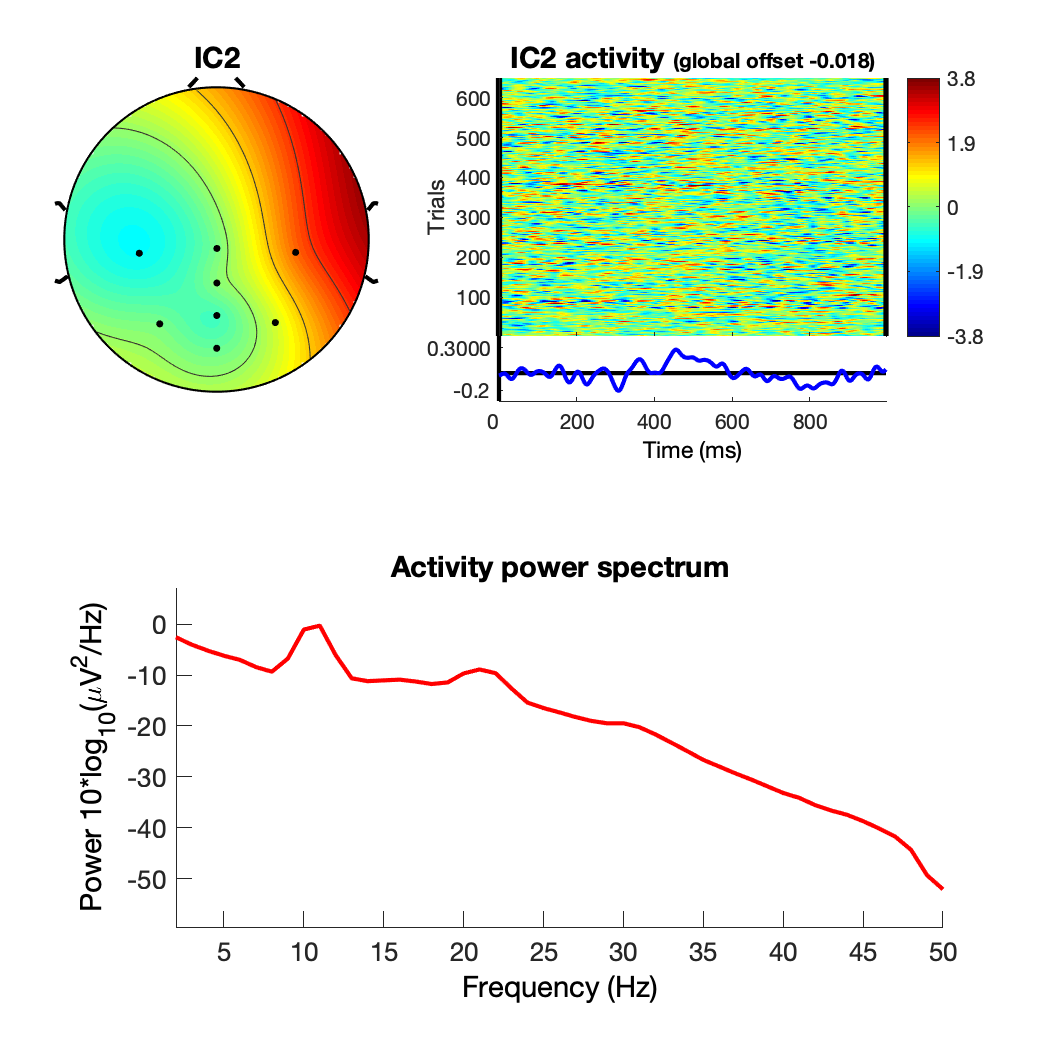 IC2
IC2 activity (global offset -0.018)
Trials
600
500
400
300
200
100
3.8
1.9
0
-1.9
-3.8
0.3000
-0.2
0 200 400 600 800
Time (ms)
Activity power spectrum
Power 10*log10(μV2/Hz)
0
-10
-20
-30
-40
-50
5 10 15 20 25 30 35 40 45 50
Frequency (Hz)